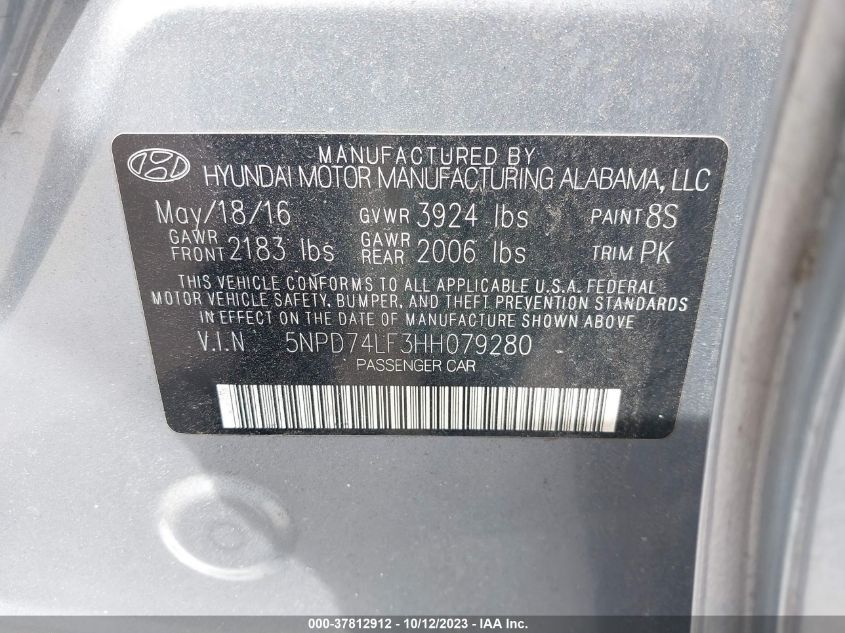 MANUFACTURED BY
HYUNDAI MOTOR MANUFACTURING ALABAMA, LLC
May/18/16 GVWR 3924 lbs PAINT 8S
GAWR FRONT 2183 lbs GAWR REAR 2006 lbs TRIM PK
THIS VEHICLE CONFORMS TO ALL APPLICABLE U.S.A. FEDERAL
MOTOR VEHICLE SAFETY, BUMPER, AND THEFT PREVENTION STANDARDS
IN EFFECT ON THE DATE OF MANUFACTURE SHOWN ABOVE
V.I.N 5NPD74LF3HH079280
PASSENGER CAR
000-37812912 - 10/12/2023 - IAA Inc.